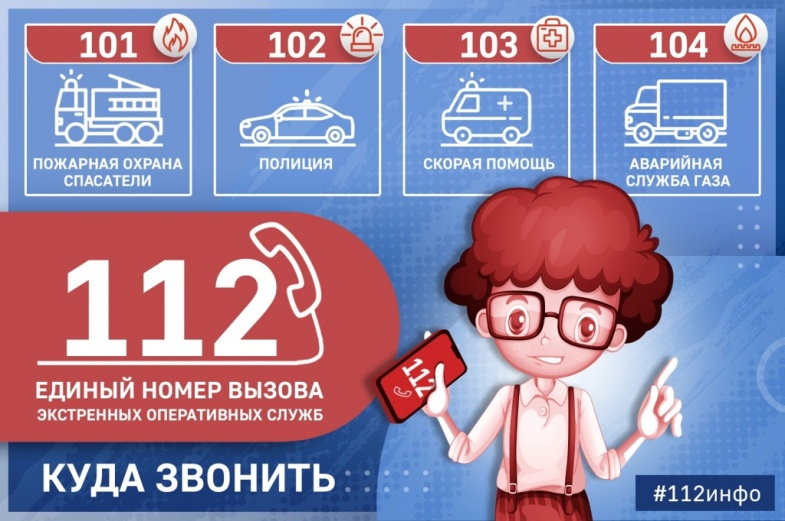 101
102
103
104
ПОЖАРНАЯ ОХРАНА
СПАСАТЕЛИ
ПОЛИЦИЯ
СКОРАЯ ПОМОЩЬ
АВАРИЙНАЯ
СЛУЖБА ГАЗА
112
ЕДИНЫЙ НОМЕР ВЫЗОВА
ЭКСТРЕННЫХ ОПЕРАТИВНЫХ СЛУЖБ
112
КУДА ЗВОНИТЬ
#112инфо